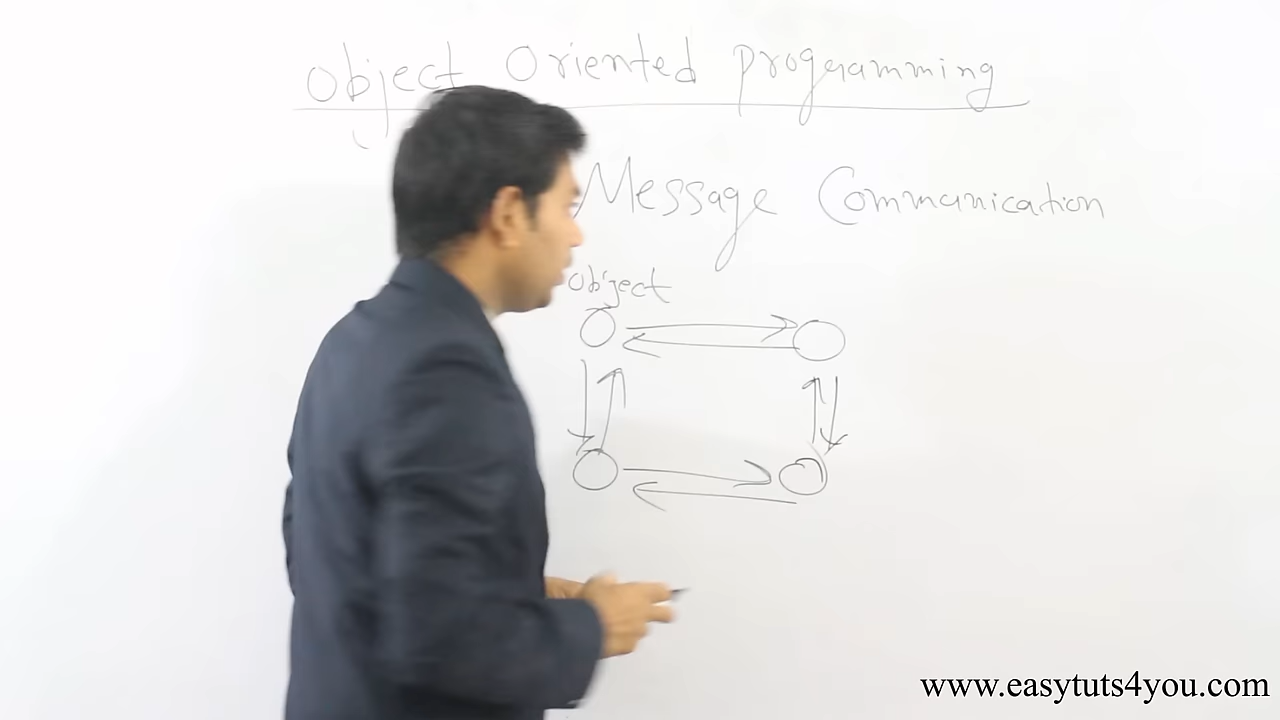 Object Oriented programming
Message Communication
Object
www.easytuts4you.com